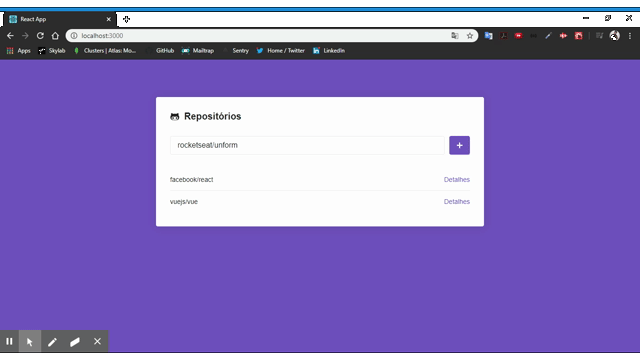 React App
localhost:3000
Apps
Skylab
Clusters | Atlas: Mo...
GitHub
Mailtrap
Sentry
Home / Twitter
LinkedIn
Repositórios
rocketseat/unform
+
facebook/react
Detalhes
vuejs/vue
Detalhes